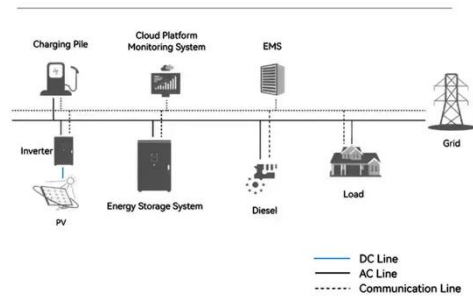 Charging Pile
Cloud Platform
Monitoring System
EMS
Grid
Inverter
PV
Energy Storage System
Diesel
Load
DC Line
AC Line
Communication Line